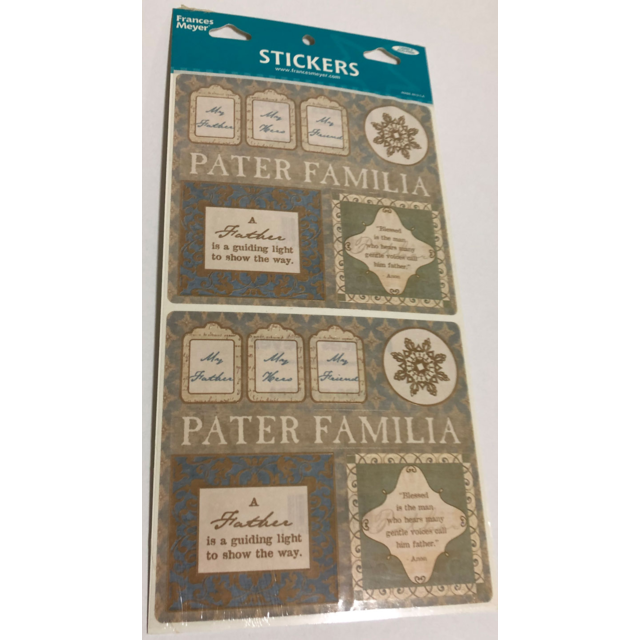 Frances
Meyer
STICKERS
www.francesmeyer.com
My
Father
My
Hero
My
Friend
PATER FAMILIA
A
Father
is a guiding light
to show the way.
"Blessed
is the man
who hears many
gentle voices call
him father."
- Anon
My
Father
My
Hero
My
Friend
PATER FAMILIA
A
Father
is a guiding light
to show the way.
"Blessed
is the man
who hears many
gentle voices call
him father."
- Anon